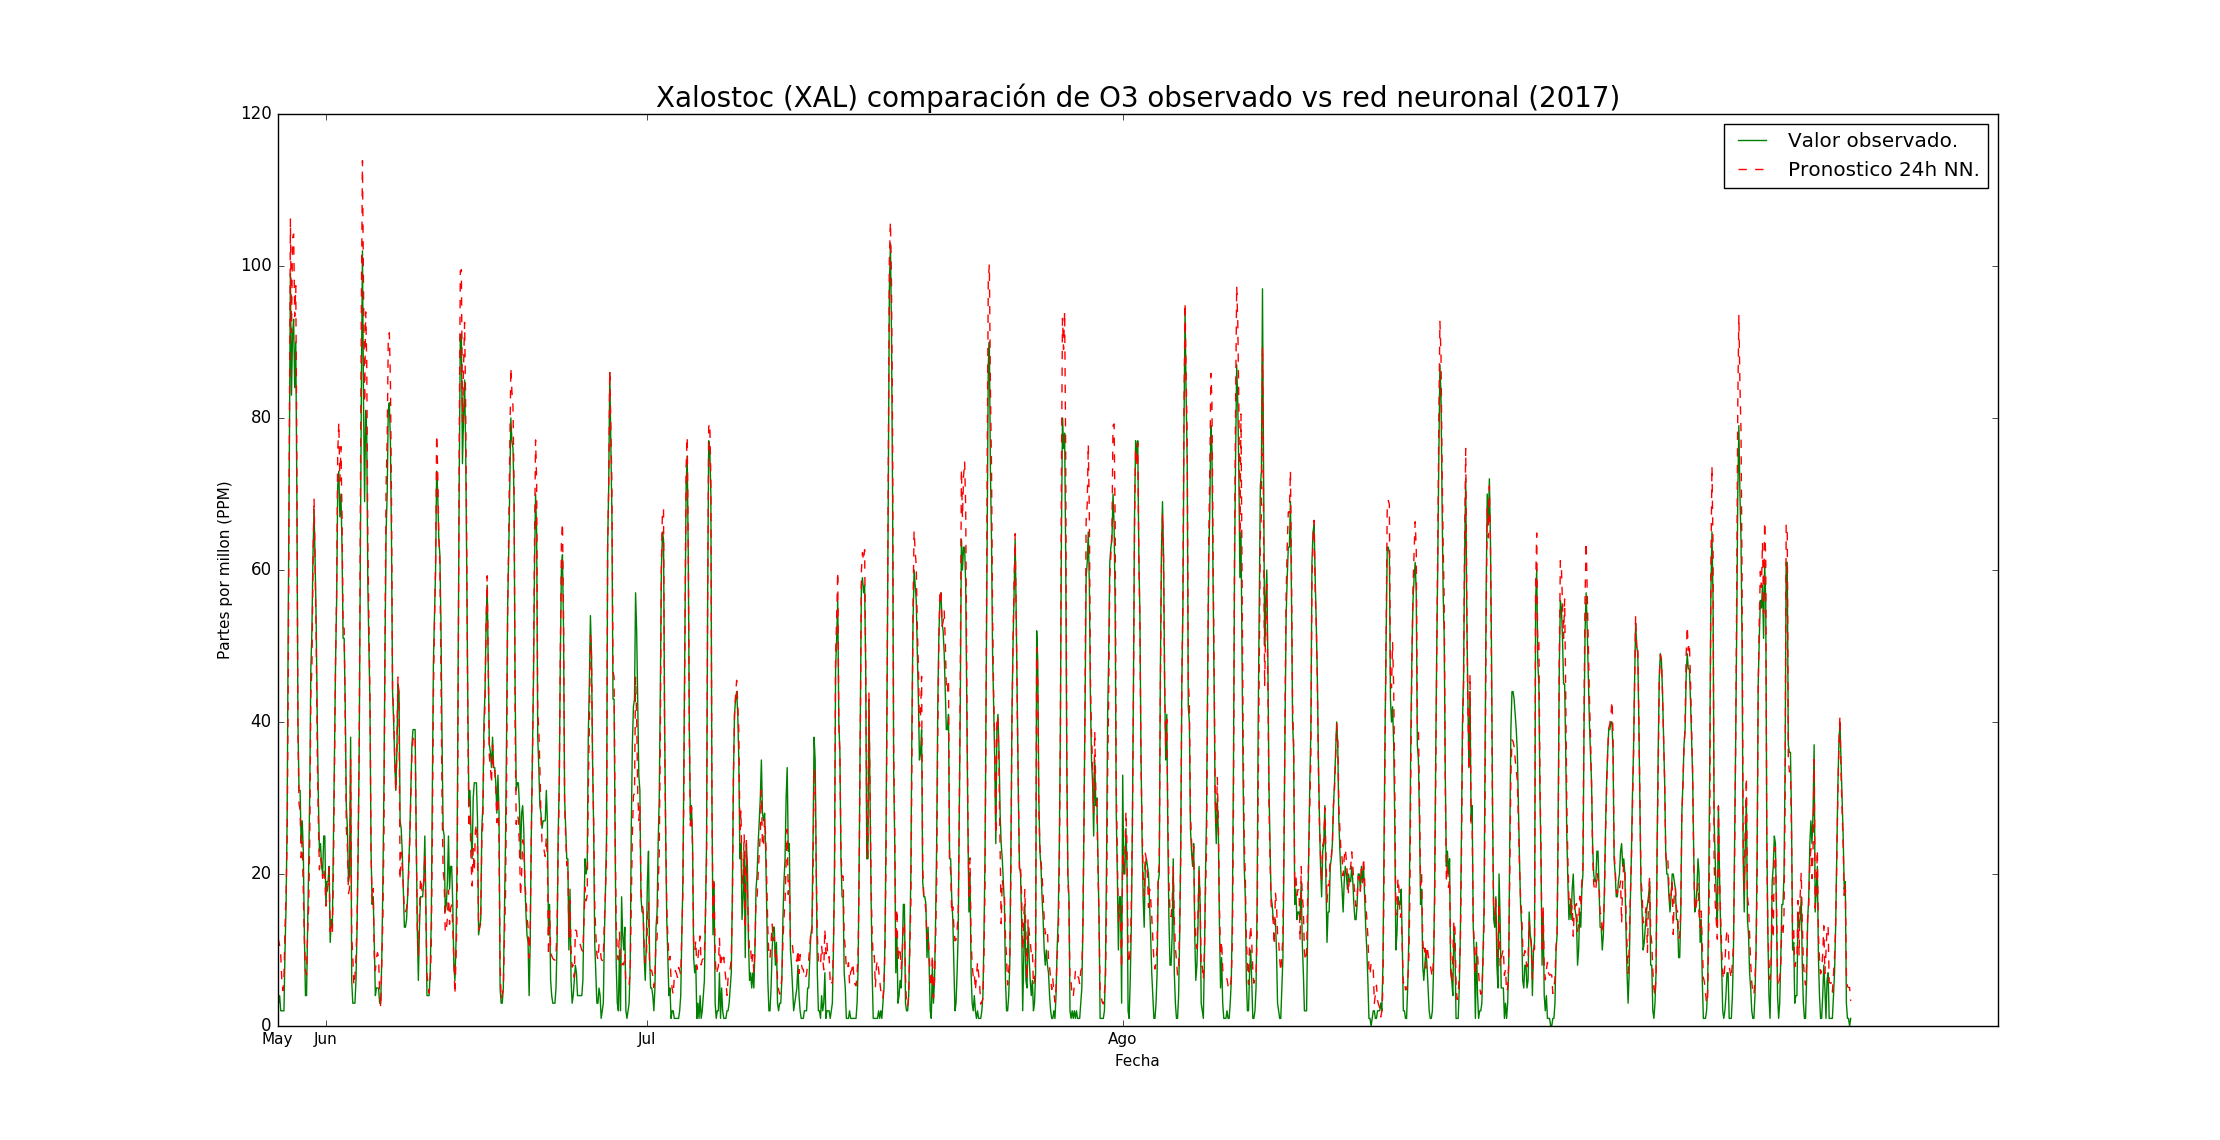 Xalostoc (XAL) comparación de O3 observado vs red neuronal (2017)
Valor observado.
Pronostico 24h NN.
Partes por millon (PPM)
120
100
80
60
40
20
0
May Jun Jul Ago
Fecha